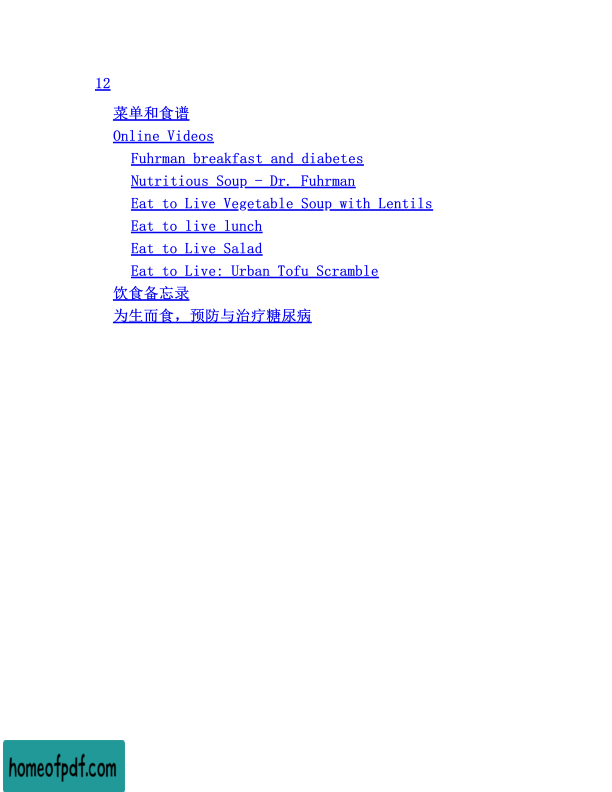 12
菜单和食谱
Online Videos
Fuhrman breakfast and diabetes
Nutritious Soup - Dr. Fuhrman
Eat to Live Vegetable Soup with Lentils
Eat to live lunch
Eat to Live Salad
Eat to Live: Urban Tofu Scramble
饮食备忘录
为生而食，预防与治疗糖尿病
homeofpdf.com